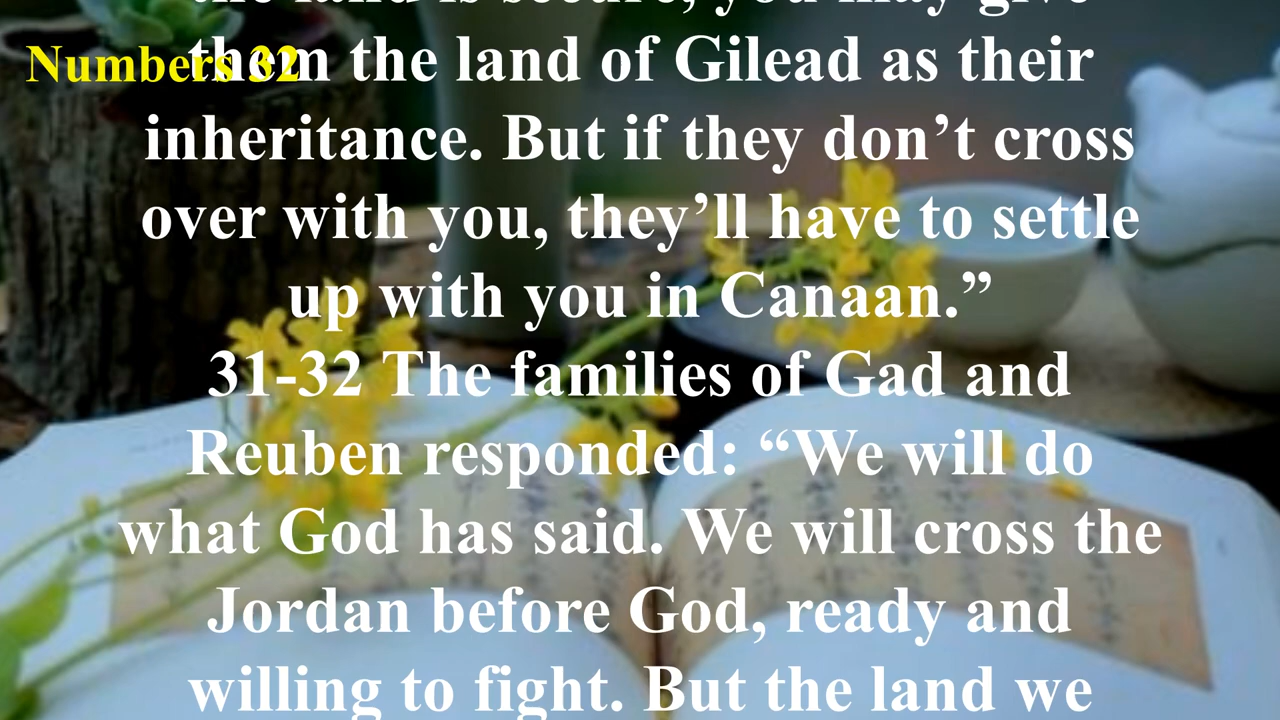 the land is secure, you may give
Numbers 32
them the land of Gilead as their
inheritance. But if they don’t cross
over with you, they’ll have to settle
up with you in Canaan.”
31-32 The families of Gad and
Reuben responded: “We will do
what God has said. We will cross the
Jordan before God, ready and
willing to fight. But the land we